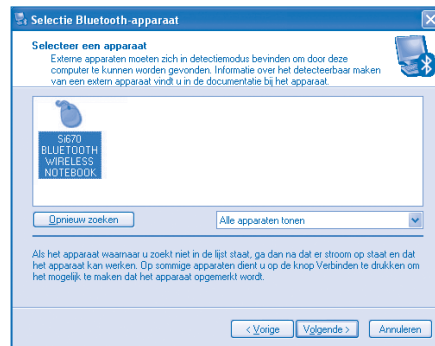 Selectie Bluetooth-apparaat
Selecteer een apparaat
Externe apparaten moeten zich in detectiemodus bevinden om door deze
computer te kunnen worden gevonden. Informatie over het detecteerbaar maken
van een extern apparaat vindt u in de documentatie bij het apparaat.
Si670
BLUETOOTH
WIRELESS
NOTEBOOK
Opnieuw zoeken
Alle apparaten tonen
Als het apparaat waarnaar u zoekt niet in de lijst staat, ga dan na dat er stroom op staat en dat
het apparaat kan werken. Op sommige apparaten dient u op de knop Verbinden te drukken om
het mogelijk te maken dat het apparaat opgemerkt wordt.
< Vorige
Volgende >
Annuleren